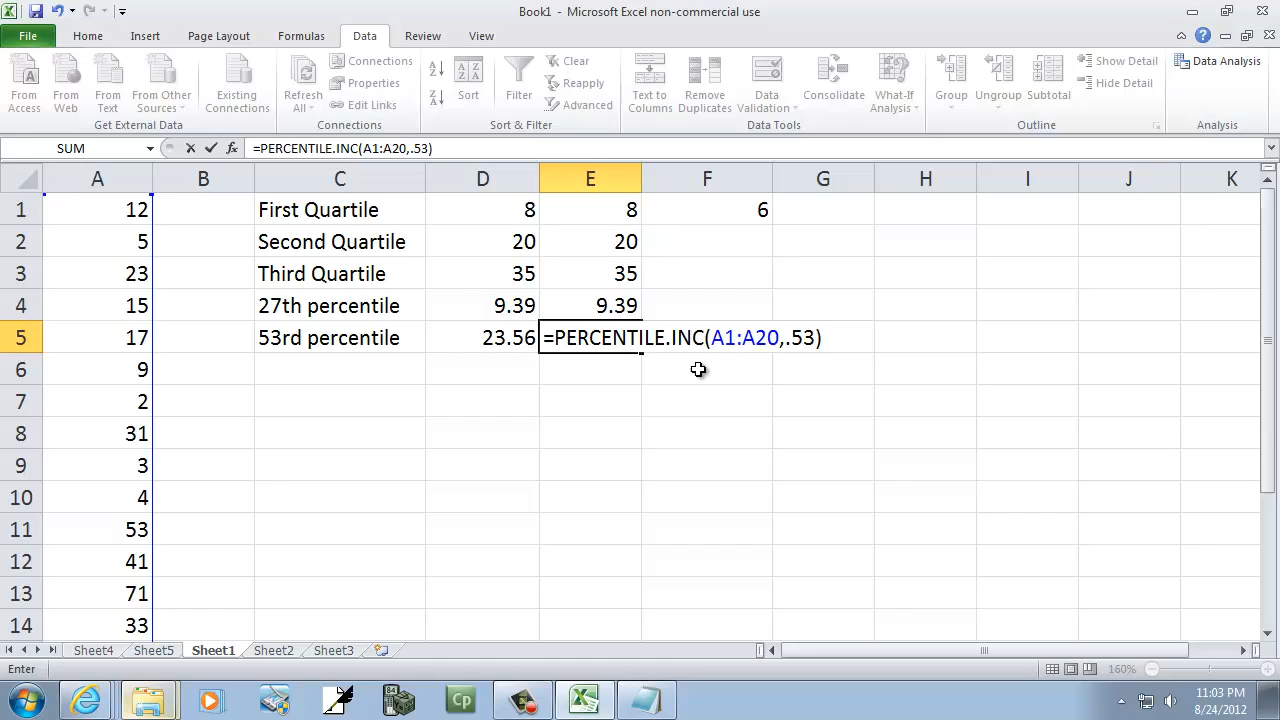 Book1 - Microsoft Excel non-commercial use
File Home Insert Page Layout Formulas Data Review View
From Access
From Web
From Text
From Other Sources
Existing Connections
Get External Data
Refresh All
Connections
Properties
Edit Links
Connections
Sort
Filter
Clear
Reapply
Advanced
Sort & Filter
Text to Columns
Remove Duplicates
Data Validation
Consolidate
What-If Analysis
Data Tools
Group
Ungroup
Subtotal
Show Detail
Hide Detail
Outline
Data Analysis
Analysis
SUM =PERCENTILE.INC(A1:A20,.53)
A B C D E F G H I J K
1 12 First Quartile 8 8 6
2 5 Second Quartile 20 20
3 23 Third Quartile 35 35
4 15 27th percentile 9.39 9.39
5 17 53rd percentile 23.56 =PERCENTILE.INC(A1:A20,.53)
6 9
7 2
8 31
9 3
10 4
11 53
12 41
13 71
14 33
Sheet4 Sheet5 Sheet1 Sheet2 Sheet3
Enter 160%
Cp
11:03 PM
8/24/2012